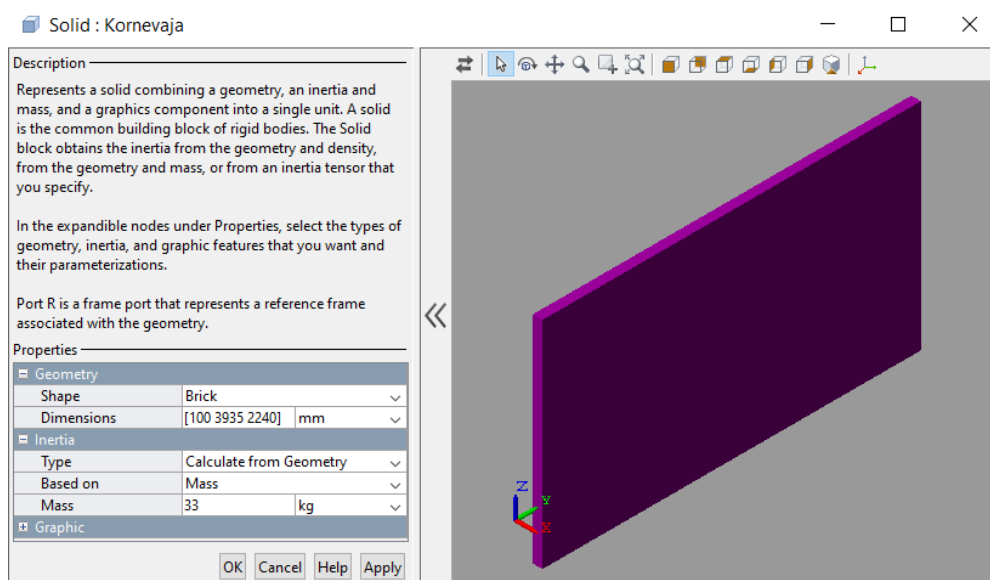 Solid : Kornevaja
Description
Represents a solid combining a geometry, an inertia and
mass, and a graphics component into a single unit. A solid
is the common building block of rigid bodies. The Solid
block obtains the inertia from the geometry and density,
from the geometry and mass, or from an inertia tensor that
you specify.
In the expandible nodes under Properties, select the types of
geometry, inertia, and graphic features that you want and
their parameterizations.
Port R is a frame port that represents a reference frame
associated with the geometry.
Properties
Geometry
Shape Brick
Dimensions [100 3935 2240] mm
Inertia
Type Calculate from Geometry
Based on Mass
Mass 33 kg
Graphic
OK Cancel Help Apply
Z
Y
X